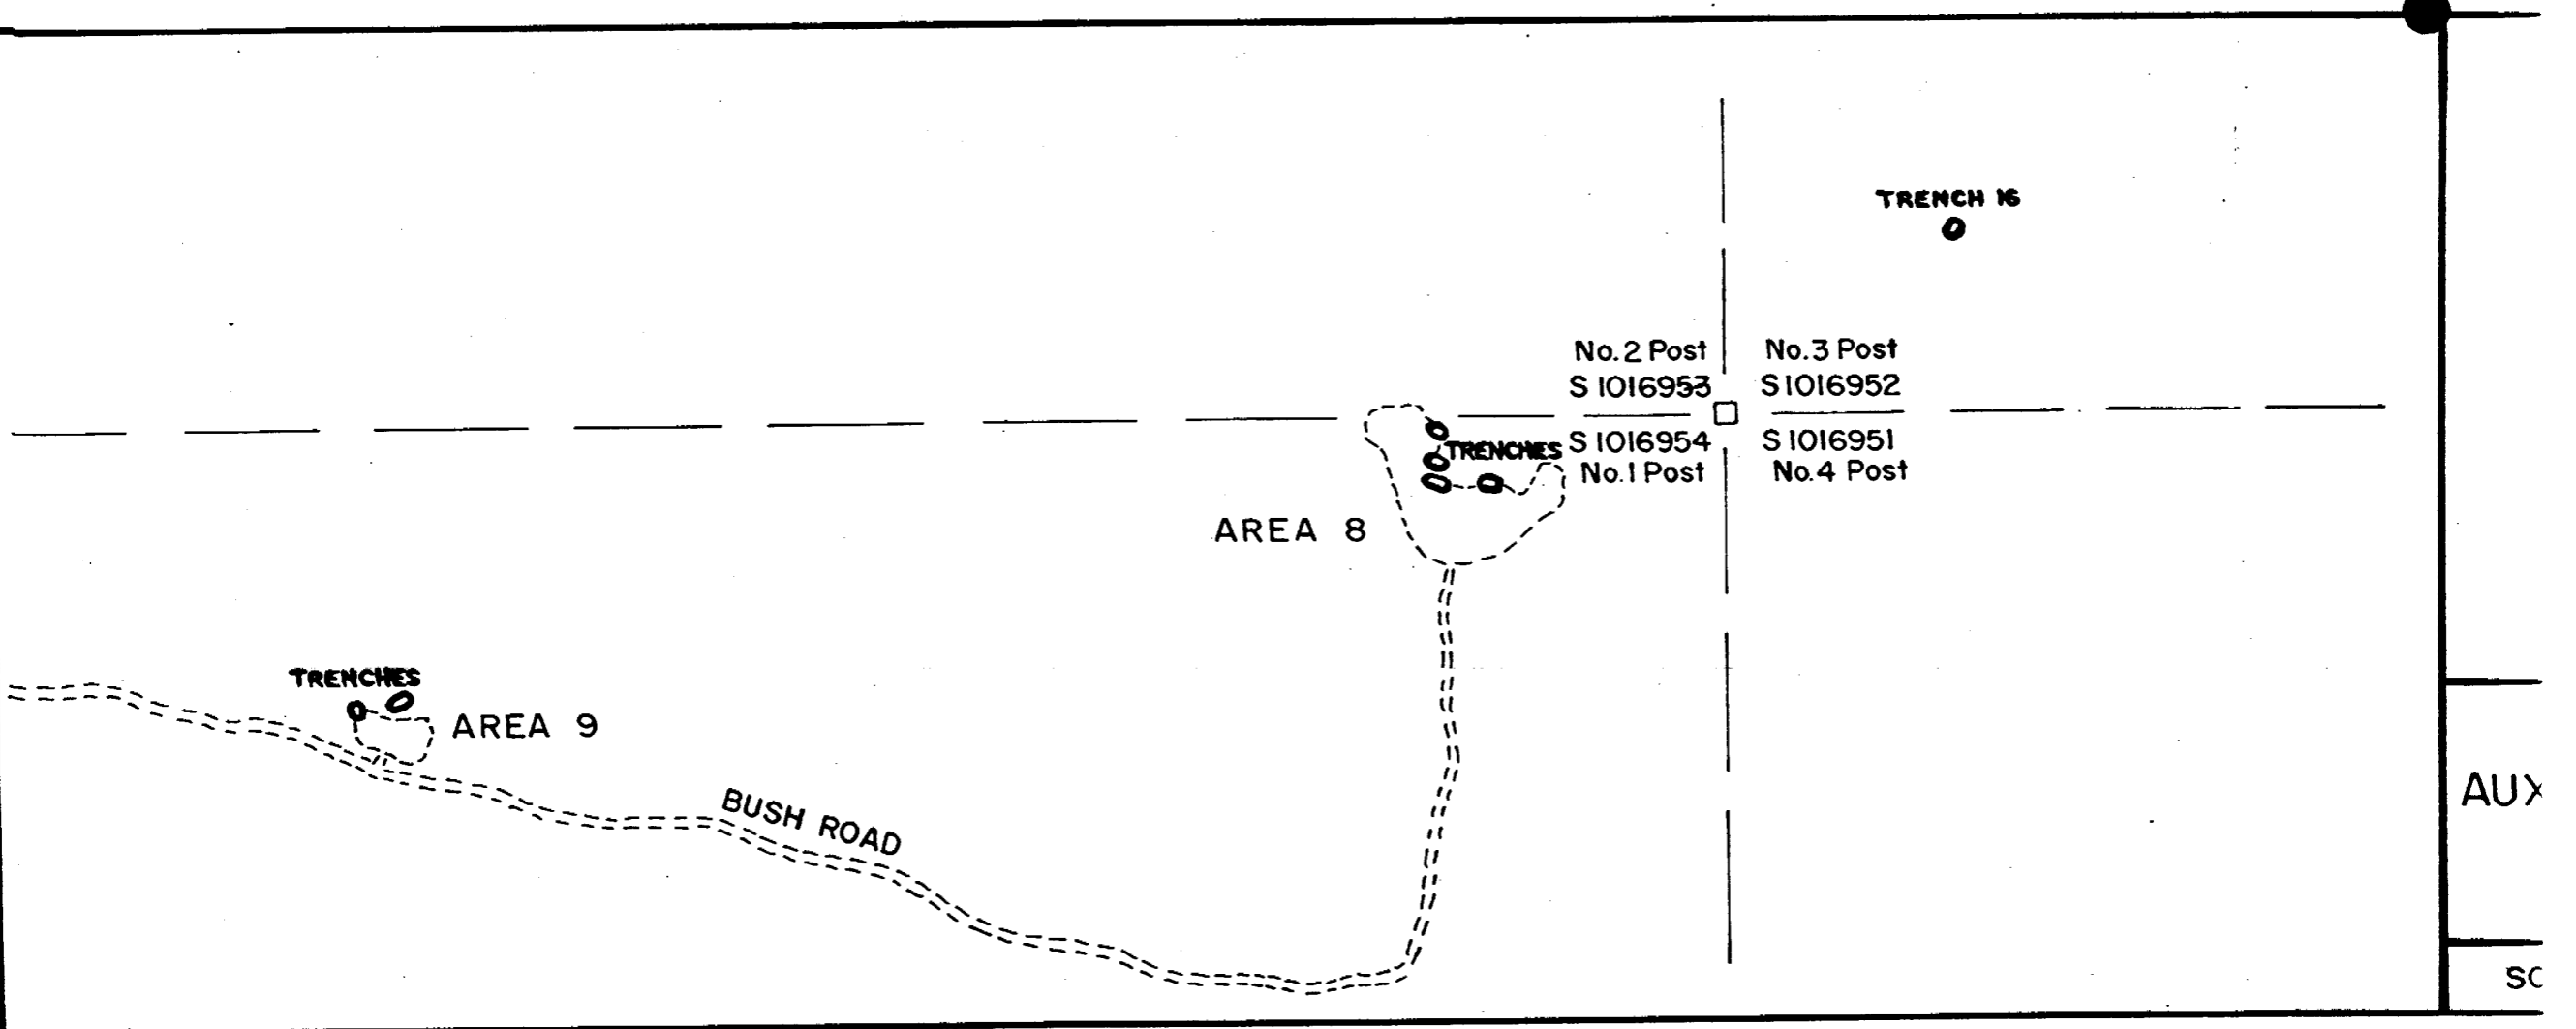 TRENCH 16
No.2 Post
S 1016953
No.3 Post
S1016952
S 1016954
No.1 Post
S 1016951
No.4 Post
TRENCHES
AREA 8
TRENCHES
AREA 9
BUSH ROAD
AUX
SC